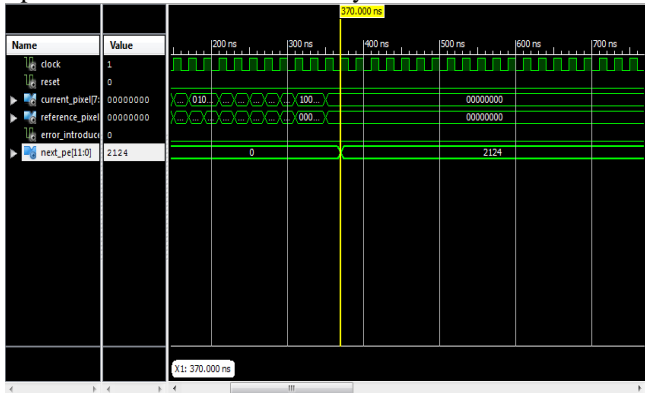 370.000 ns
Name Value 200 ns 300 ns 400 ns 500 ns 600 ns 700 ns
clock 1
reset 0
current_pixel[7: 00000000 ... 010... ... ... ... ... ... 100... ... 00000000
reference_pixel 00000000 ... ... ... ... ... ... ... 000... ... 00000000
error_introduc 0
next_pe[11:0] 2124 0 2124
X1: 370.000 ns